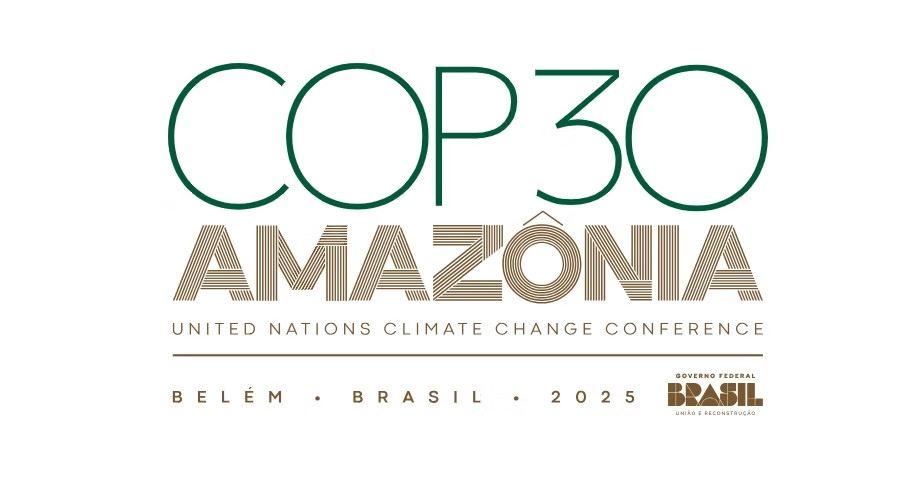 COP30
AMAZÔNIA
UNITED NATIONS CLIMATE CHANGE CONFERENCE
BELÉM • BRASIL • 2025
GOVERNO FEDERAL
BRASIL
UNIÃO E RECONSTRUÇÃO